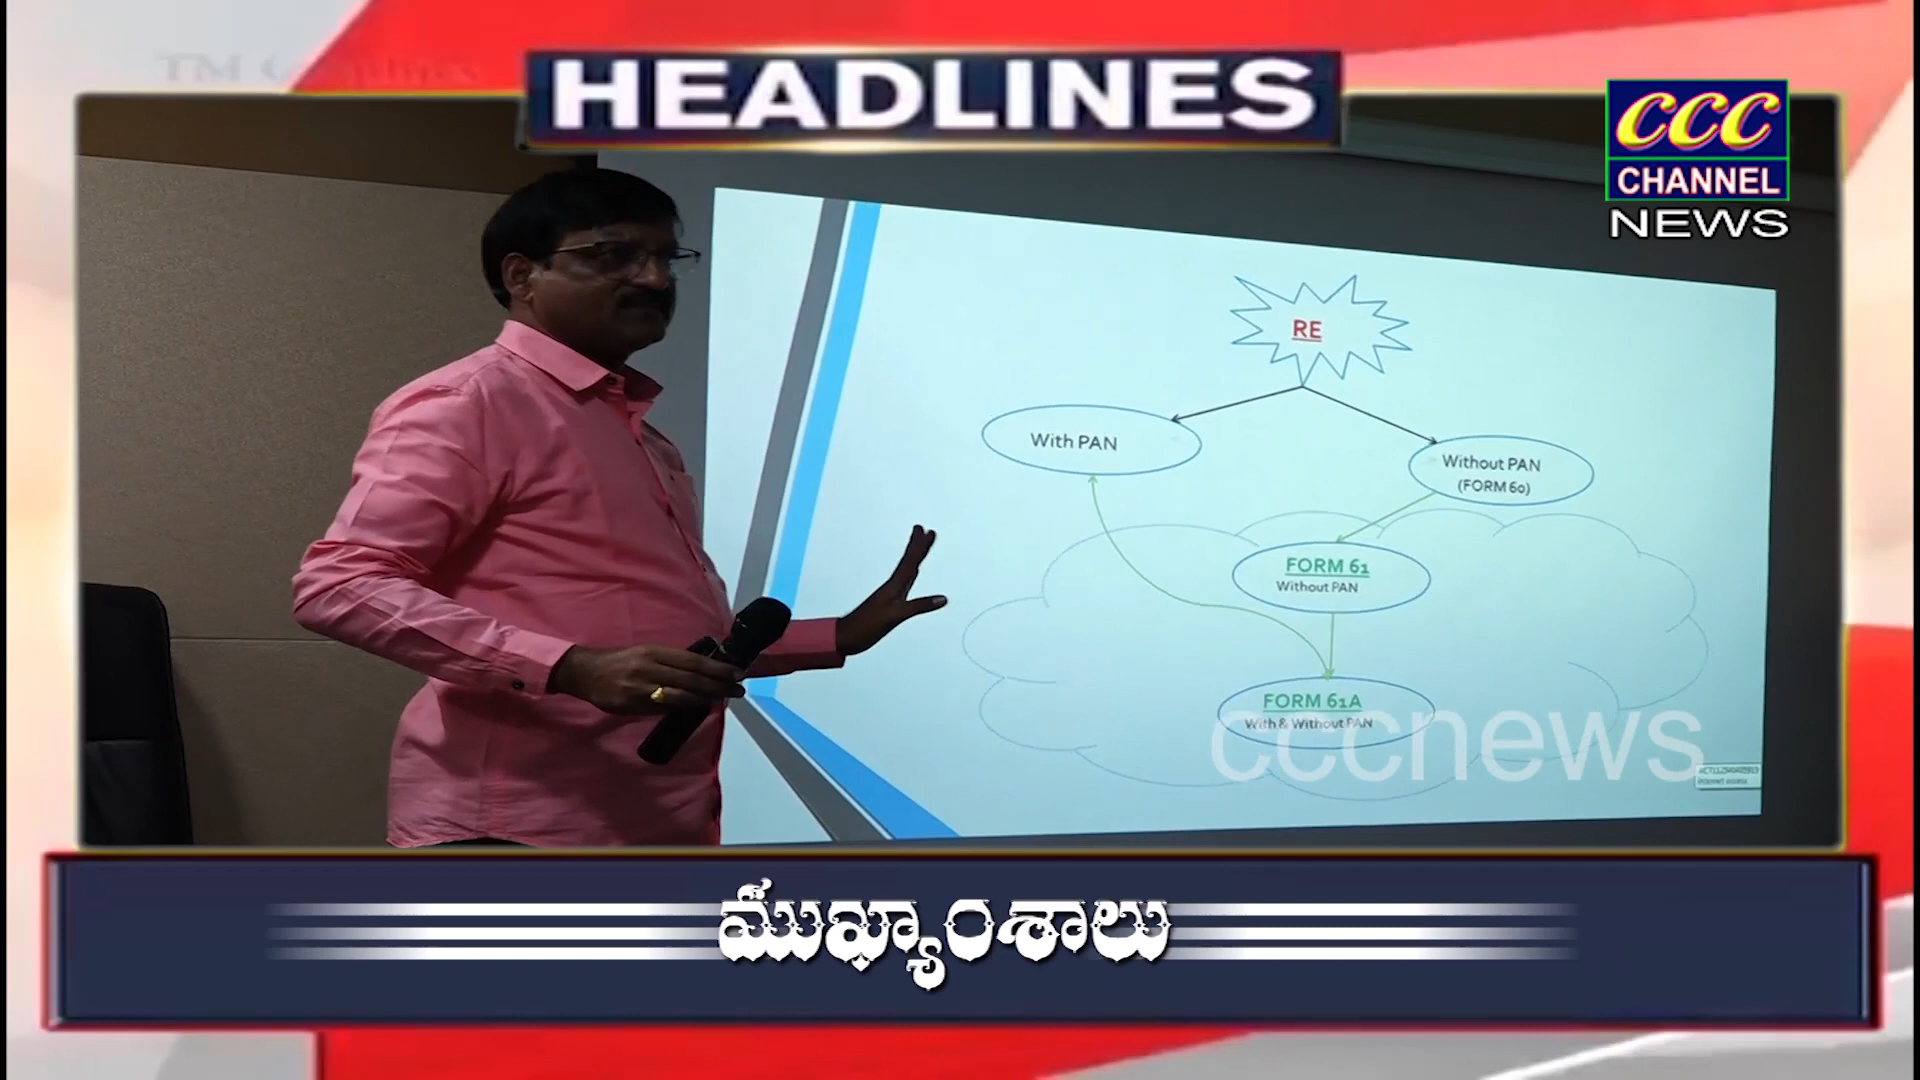 HEADLINES
CCC
CHANNEL
NEWS
RE
With PAN
Without PAN
(FORM 60)
FORM 61
Without PAN
FORM 61A
With & Without PAN
cccnews
ముఖ్యాంశాలు